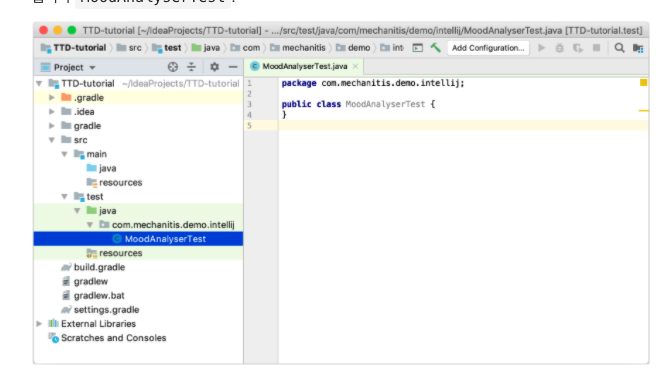 MoodAnalyserTest
TTD-tutorial [~/IdeaProjects/TTD-tutorial] - .../src/test/java/com/mechanitis/demo/intellij/MoodAnalyserTest.java [TTD-tutorial.test]
TTD-tutorial src test java com mechanitis demo int Add Configuration...
Project
MoodAnalyserTest.java
TTD-tutorial ~/IdeaProjects/TTD-tutorial
.gradle
.idea
gradle
src
main
java
resources
test
java
com.mechanitis.demo.intellij
MoodAnalyserTest
resources
build.gradle
gradlew
gradlew.bat
settings.gradle
External Libraries
Scratches and Consoles
1 package com.mechanitis.demo.intellij;
2
3 public class MoodAnalyserTest {
4 }
5